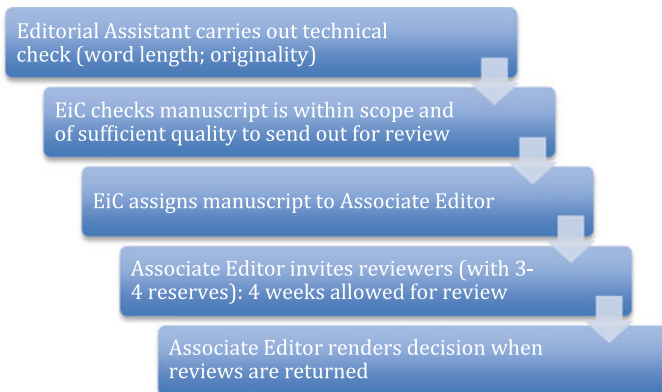 Editorial Assistant carries out technical
check (word length; originality)
EiC checks manuscript is within scope and
of sufficient quality to send out for review
EiC assigns manuscript to Associate Editor
Associate Editor invites reviewers (with 3-
4 reserves): 4 weeks allowed for review
Associate Editor renders decision when
reviews are returned